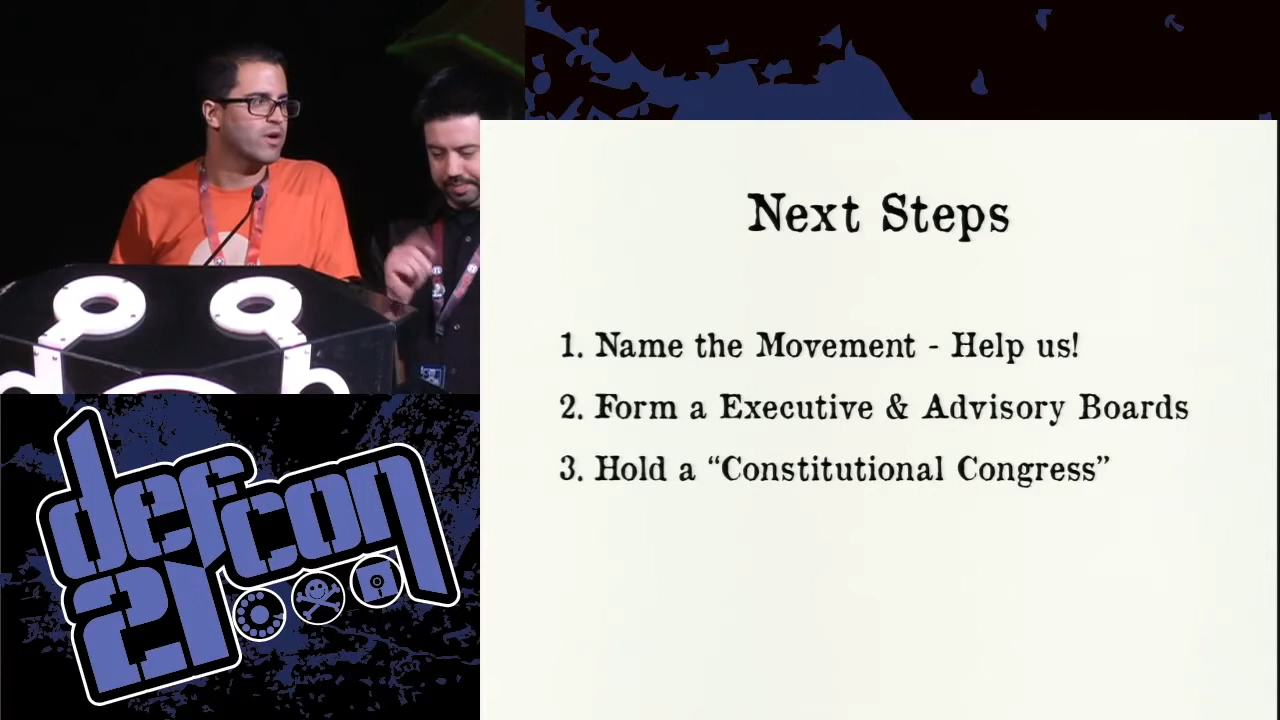 Next Steps
1. Name the Movement - Help us!
2. Form a Executive & Advisory Boards
3. Hold a “Constitutional Congress”
defcon
21